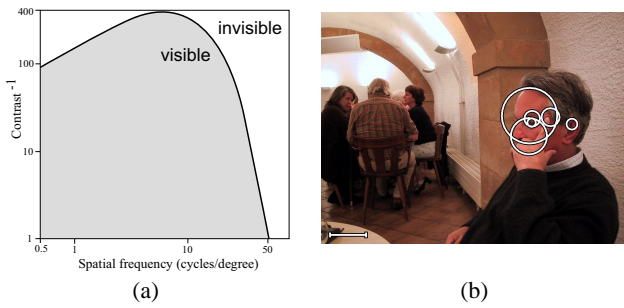 400
invisible
visible
100
Contrast -1
10
1
0.5 1 10 50
Spatial frequency (cycles/degree)
(a) (b)